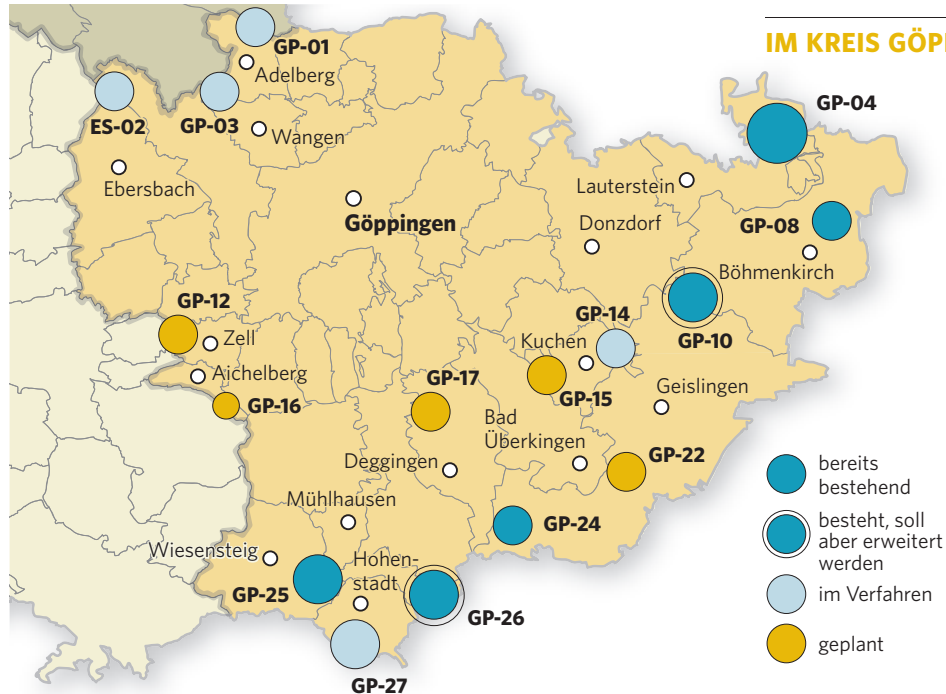 IM KREIS GÖP
GP-01
Adelberg
ES-02
GP-03
Wangen
Ebersbach
Göppingen
GP-04
Lauterstein
Donzdorf
GP-08
Böhmenkirch
GP-12
Zell
Aichelberg
GP-16
GP-14
Kuchen
GP-10
GP-17
GP-15
Geislingen
Bad
Überkingen
GP-22
Deggingen
Mühlhausen
GP-24
Wiesensteig
Hohen-
stadt
GP-25
GP-26
GP-27
bereits
bestehend
besteht, soll
aber erweitert
werden
im Verfahren
geplant